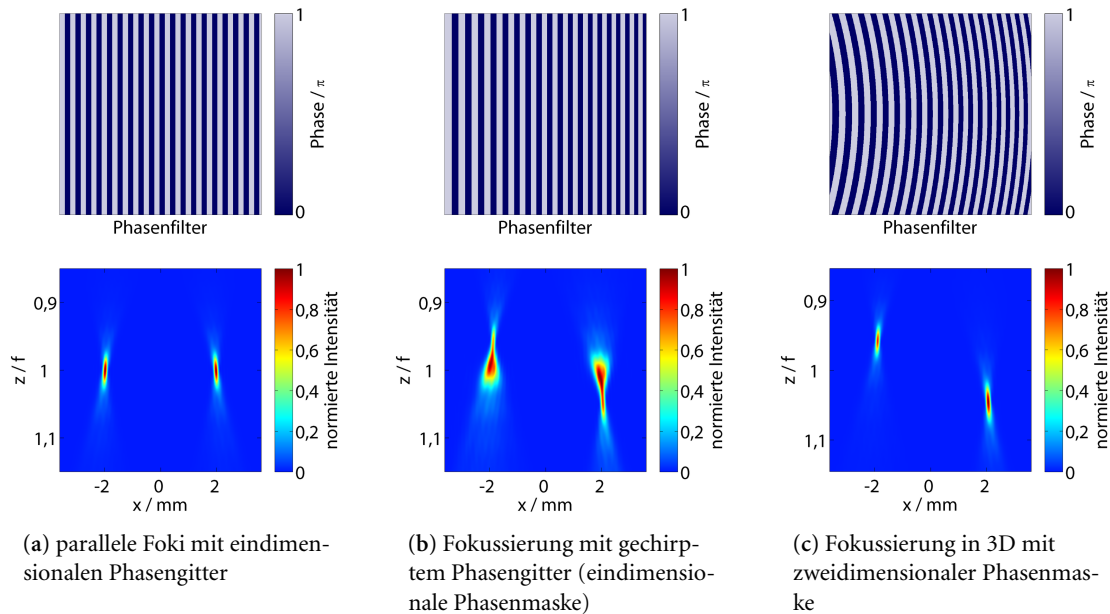 1
Phase / π
0
Phasenfilter
1
Phase / π
0
Phasenfilter
1
Phase / π
0
Phasenfilter
0,9
1
1,1
z / f
-2 0 2
x / mm
1
0,8
0,6
0,4
0,2
0
normierte Intensität
0,9
1
1,1
z / f
-2 0 2
x / mm
1
0,8
0,6
0,4
0,2
0
normierte Intensität
0,9
1
1,1
z / f
-2 0 2
x / mm
1
0,8
0,6
0,4
0,2
0
normierte Intensität
(a) parallele Foki mit eindimen-
sionalen Phasengitter
(b) Fokussierung mit gechirp-
tem Phasengitter (eindimensio-
nale Phasenmaske)
(c) Fokussierung in 3D mit
zweidimensionaler Phasenmas-
ke